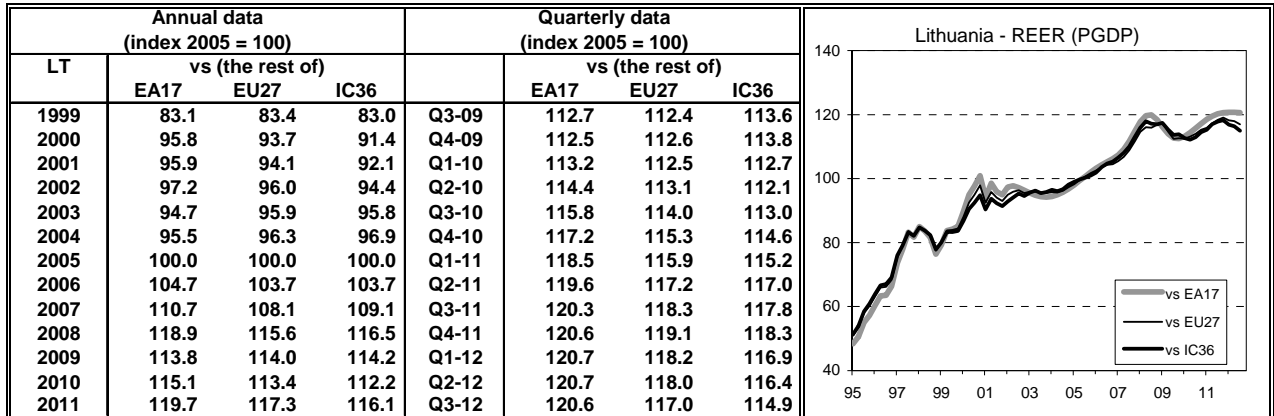 Annual data Quarterly data
(index 2005 = 100) (index 2005 = 100)
LT vs (the rest of) vs (the rest of)
EA17 EU27 IC36 EA17 EU27 IC36
1999 83.1 83.4 83.0 Q3-09 112.7 112.4 113.6
2000 95.8 93.7 91.4 Q4-09 112.5 112.6 113.8
2001 95.9 94.1 92.1 Q1-10 113.2 112.5 112.7
2002 97.2 96.0 94.4 Q2-10 114.4 113.1 112.1
2003 94.7 95.9 95.8 Q3-10 115.8 114.0 113.0
2004 95.5 96.3 96.9 Q4-10 117.2 115.3 114.6
2005 100.0 100.0 100.0 Q1-11 118.5 115.9 115.2
2006 104.7 103.7 103.7 Q2-11 119.6 117.2 117.0
2007 110.7 108.1 109.1 Q3-11 120.3 118.3 117.8
2008 118.9 115.6 116.5 Q4-11 120.6 119.1 118.3
2009 113.8 114.0 114.2 Q1-12 120.7 118.2 116.9
2010 115.1 113.4 112.2 Q2-12 120.7 118.0 116.4
2011 119.7 117.3 116.1 Q3-12 120.6 117.0 114.9
Lithuania - REER (PGDP)
140
120
100
80
60
40
vs EA17
vs EU27
vs IC36
95 97 99 01 03 05 07 09 11